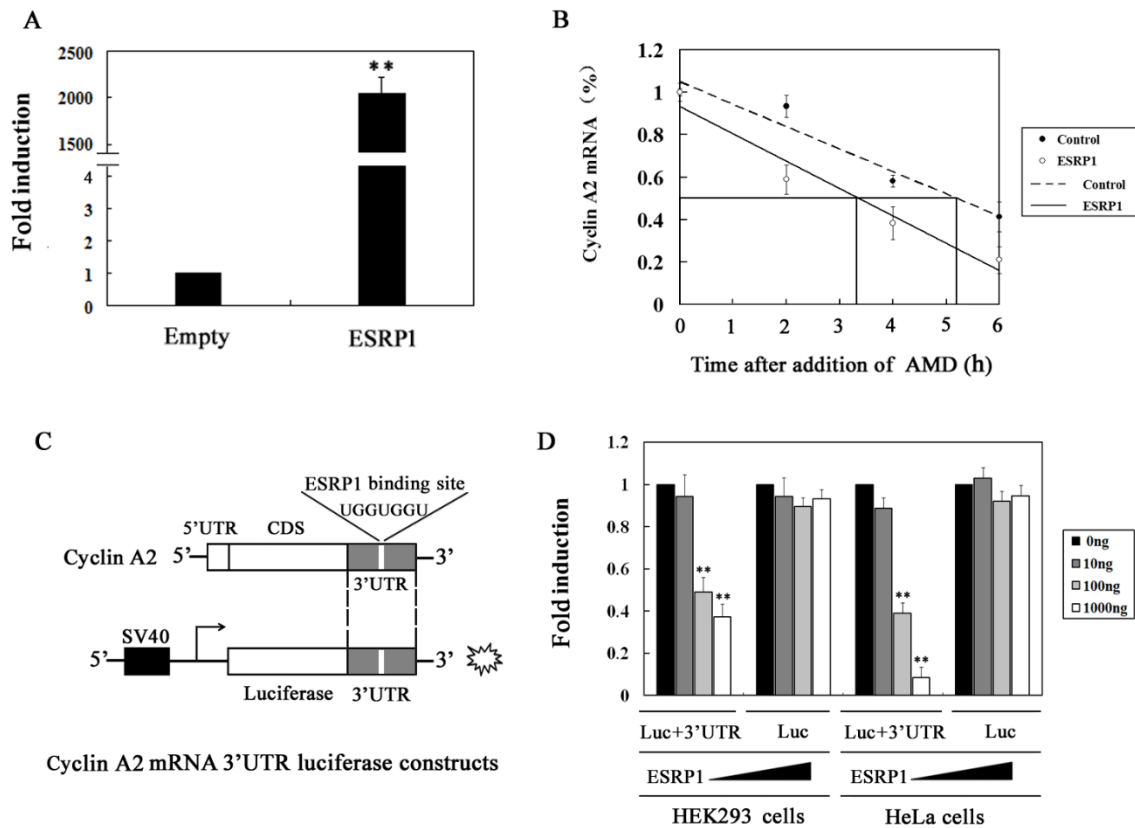 A
2500
2000
1500
4
3
2
1
0
Fold induction
**
Empty
ESRP1
B
1.2
1
0.8
0.6
0.4
0.2
0
Cyclin A2 mRNA (%)
0
1
2
3
4
5
6
Time after addition of AMD (h)
Control
ESRP1
Control
ESRP1
C
ESRP1 binding site
UGGUGGU
5'UTR
CDS
Cyclin A2
5'
3'
3'UTR
SV40
5'
3'
Luciferase
3'UTR
Cyclin A2 mRNA 3'UTR luciferase constructs
D
1.2
1
0.8
0.6
0.4
0.2
0
Fold induction
**
**
**
**
0ng
10ng
100ng
1000ng
Luc+3'UTR
Luc
Luc+3'UTR
Luc
ESRP1
ESRP1
HEK293 cells
HeLa cells